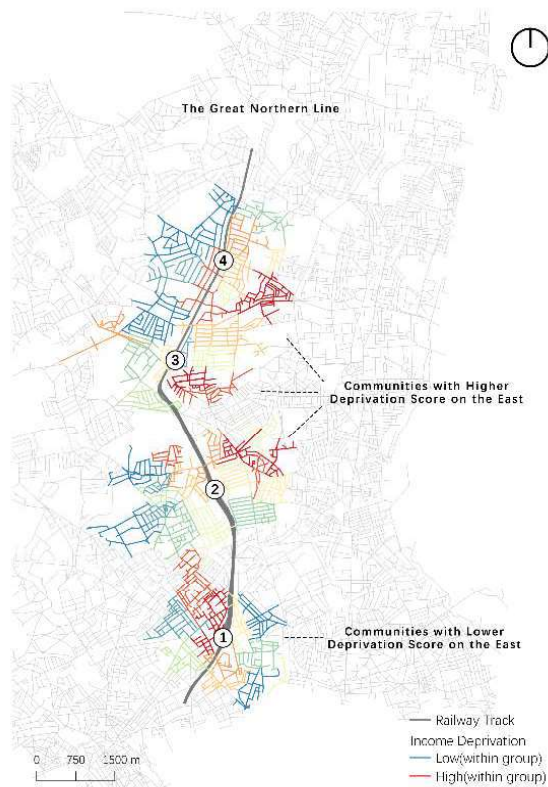 The Great Northern Line
4
3
Communities with Higher
Deprivation Score on the East
2
1
Communities with Lower
Deprivation Score on the East
Railway Track
Income Deprivation
Low(within group)
High(within group)
0 750 1500 m